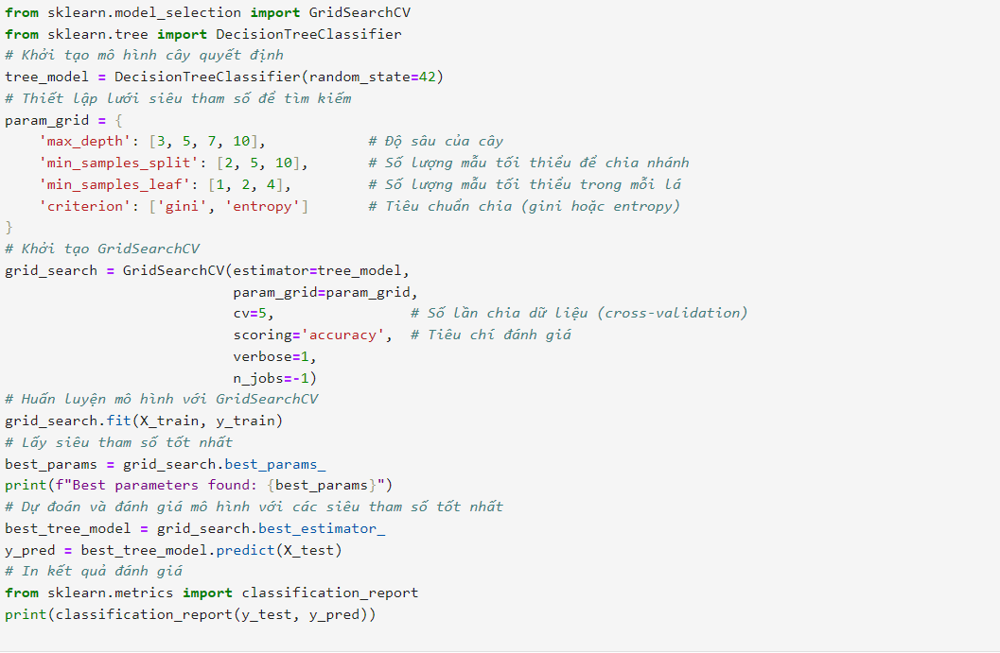 from sklearn.model_selection import GridSearchCV
from sklearn.tree import DecisionTreeClassifier
# Khởi tạo mô hình cây quyết định
tree_model = DecisionTreeClassifier(random_state=42)
# Thiết lập lưới siêu tham số để tìm kiếm
param_grid = {
    'max_depth': [3, 5, 7, 10],            # Độ sâu của cây
    'min_samples_split': [2, 5, 10],       # Số lượng mẫu tối thiểu để chia nhánh
    'min_samples_leaf': [1, 2, 4],         # Số lượng mẫu tối thiểu trong mỗi lá
    'criterion': ['gini', 'entropy']       # Tiêu chuẩn chia (gini hoặc entropy)
}
# Khởi tạo GridSearchCV
grid_search = GridSearchCV(estimator=tree_model,
                           param_grid=param_grid,
                           cv=5,                # Số lần chia dữ liệu (cross-validation)
                           scoring='accuracy',  # Tiêu chí đánh giá
                           verbose=1,
                           n_jobs=-1)
# Huấn luyện mô hình với GridSearchCV
grid_search.fit(X_train, y_train)
# Lấy siêu tham số tốt nhất
best_params = grid_search.best_params_
print(f"Best parameters found: {best_params}")
# Dự đoán và đánh giá mô hình với các siêu tham số tốt nhất
best_tree_model = grid_search.best_estimator_
y_pred = best_tree_model.predict(X_test)
# In kết quả đánh giá
from sklearn.metrics import classification_report
print(classification_report(y_test, y_pred))